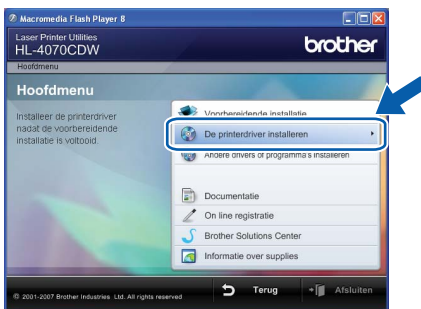 Macromedia Flash Player 8
Laser Printer Utilities
HL-4070CDW
brother
Hoofdmenu
Hoofdmenu
Installeer de printerdriver
nadat de voorbereidende
installatie is voltooid.
Voorbereidende installatie
De printerdriver installeren
Andere drivers of programma's installeren
Documentatie
On line registratie
Brother Solutions Center
Informatie over supplies
© 2001-2007 Brother Industries Ltd. All rights reserved
Terug
Afsluiten